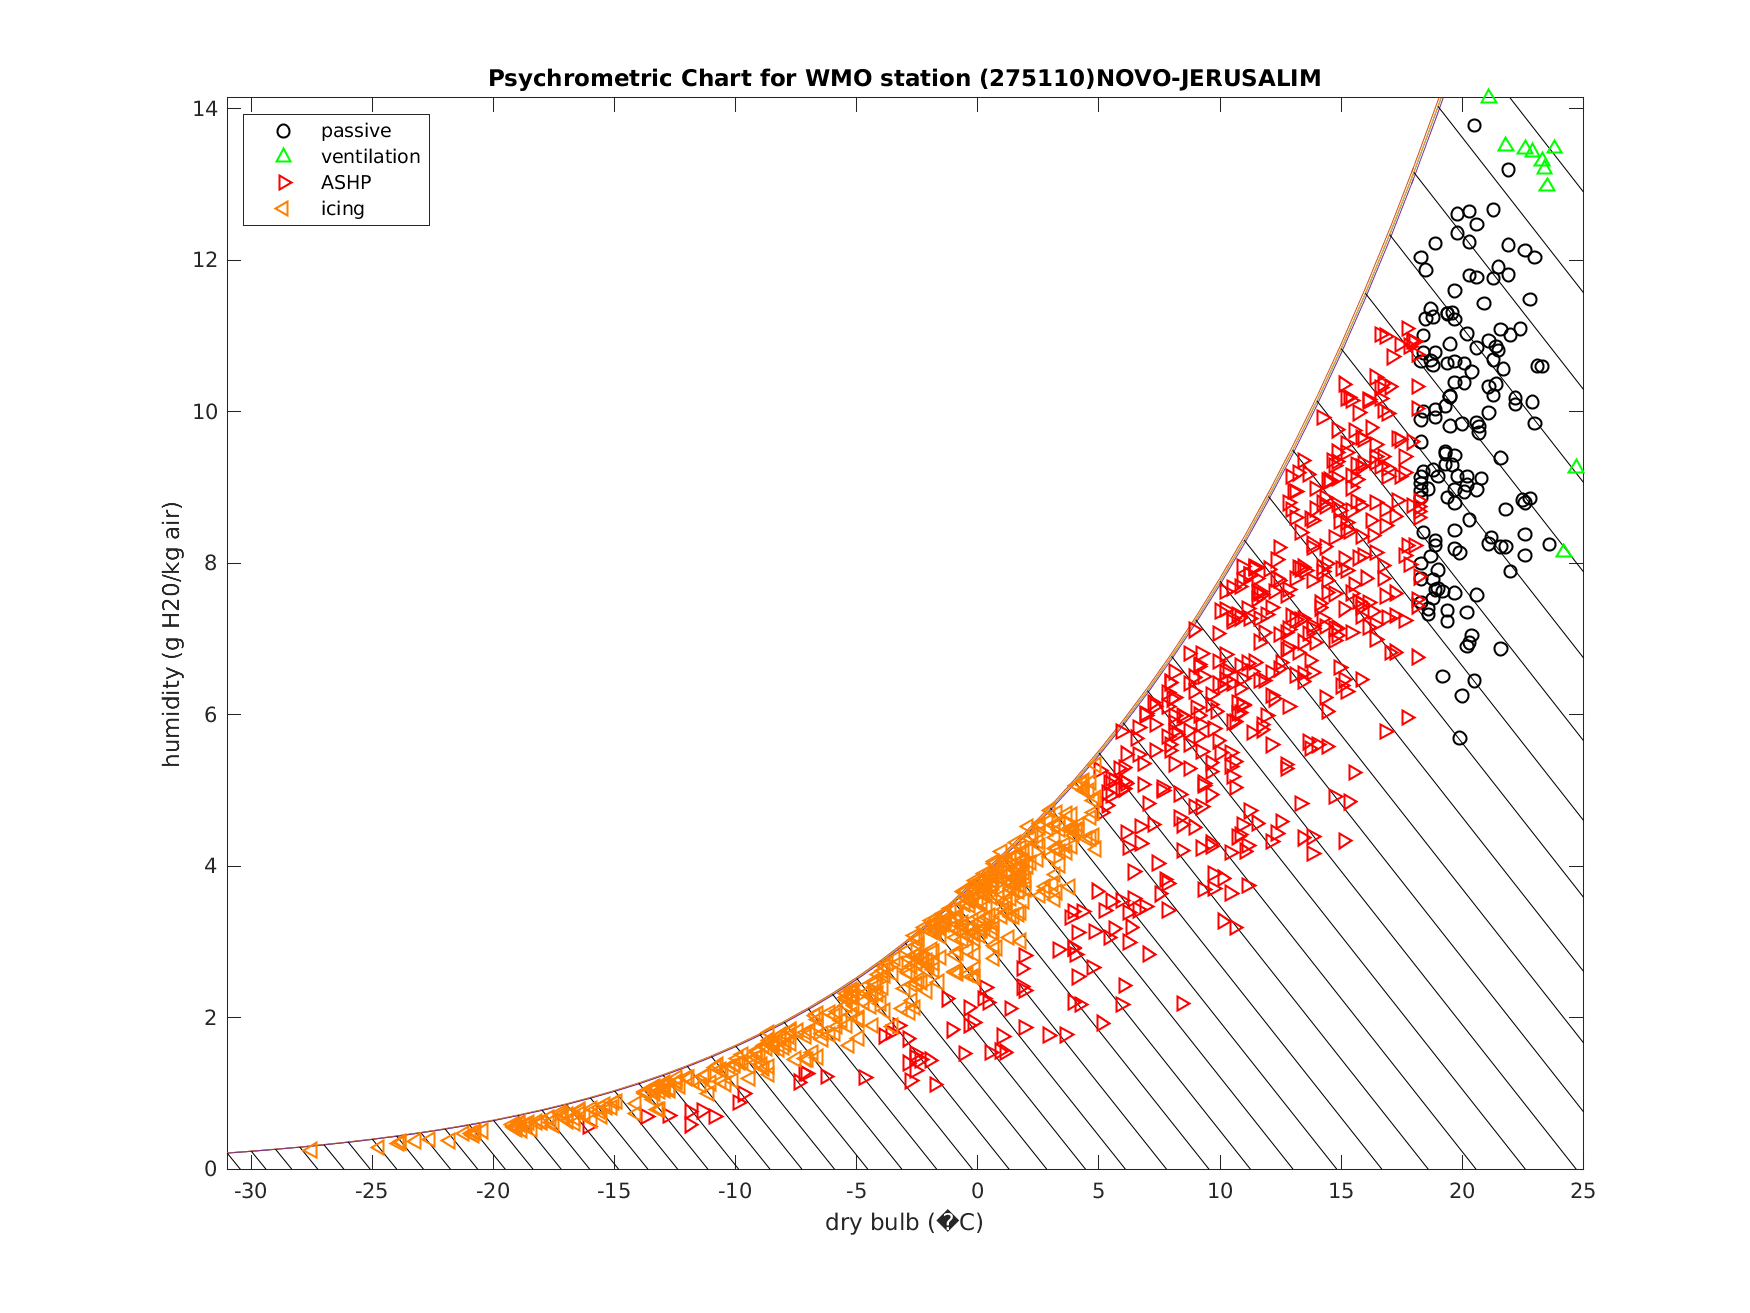 Psychrometric Chart for WMO station (275110)NOVO-JERUSALIM
passive
ventilation
ASHP
icing
humidity (g H20/kg air)
14
12
10
8
6
4
2
0
-30 -25 -20 -15 -10 -5 0 5 10 15 20 25
dry bulb (�C)